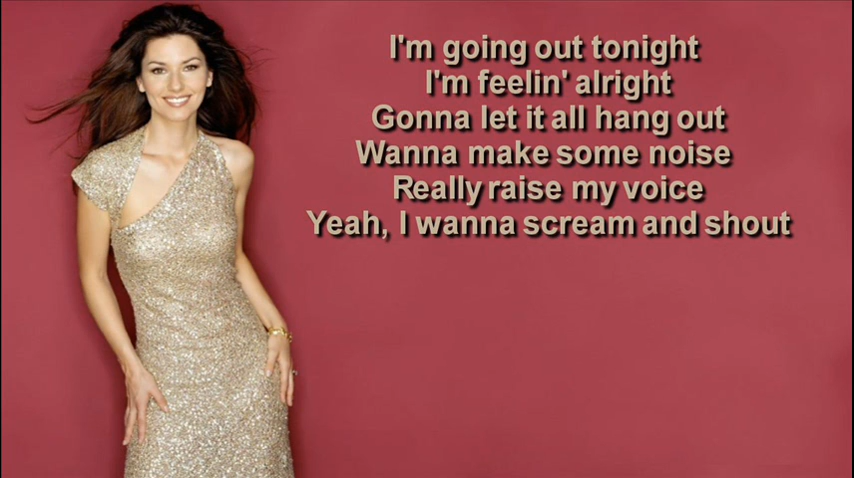 I'm going out tonight
I'm feelin' alright
Gonna let it all hang out
Wanna make some noise
Really raise my voice
Yeah, I wanna scream and shout